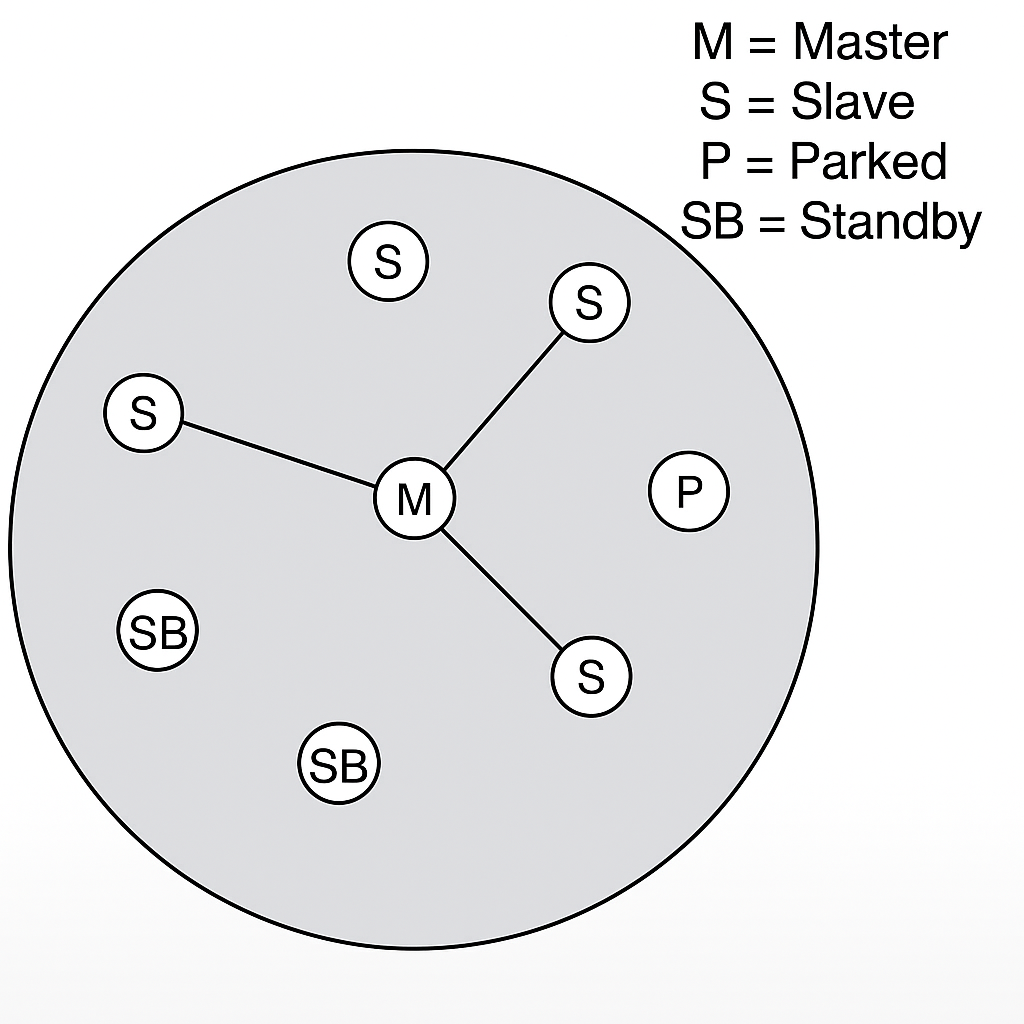 M = Master
S = Slave
P = Parked
SB = Standby
S
S
S
M
P
SB
S
SB